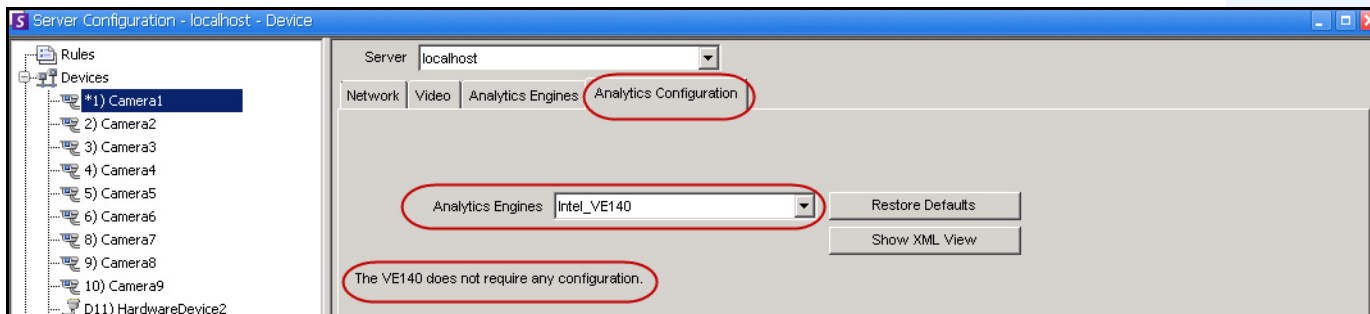 Server Configuration - localhost - Device
Rules
Devices
*1) Camera1
2) Camera2
3) Camera3
4) Camera4
5) Camera5
6) Camera6
8) Camera7
9) Camera8
10) Camera9
D11) HardwareDevice2
Server localhost
Network Video Analytics Engines Analytics Configuration
Analytics Engines Intel_VE140 Restore Defaults
Show XML View
The VE140 does not require any configuration.